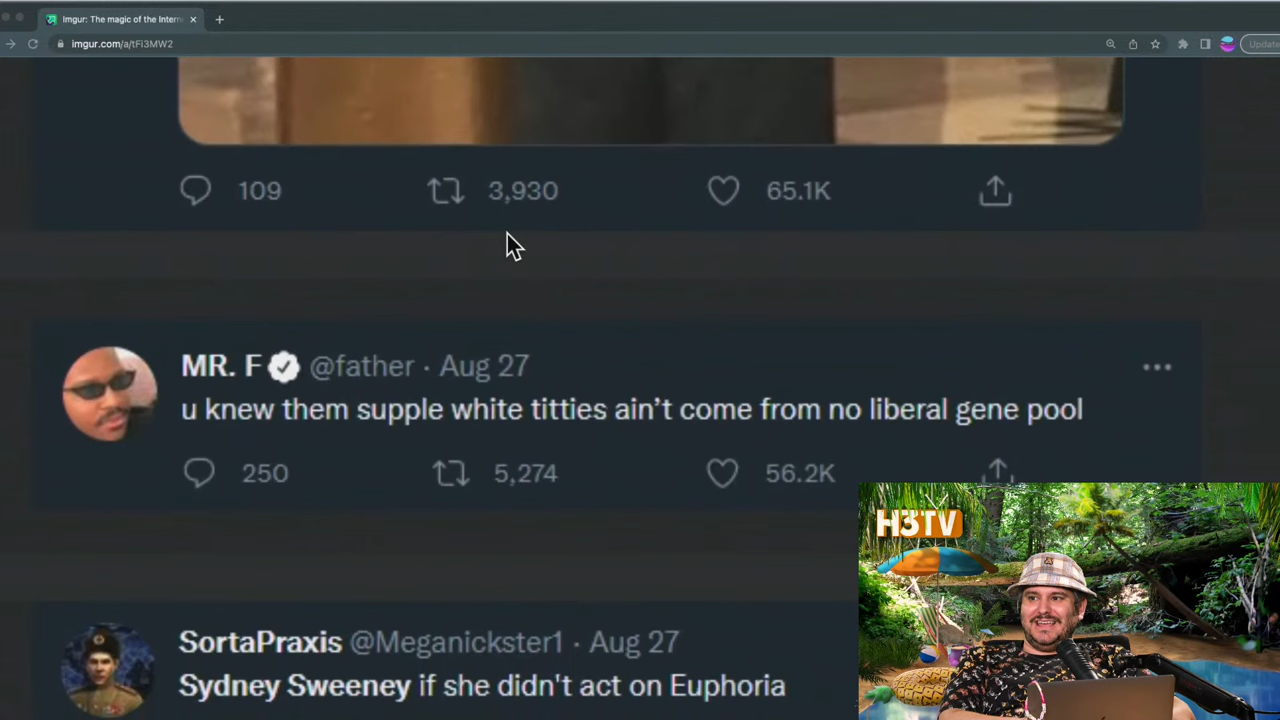 Imgur: The magic of the Intern
imgur.com/a/tFi3MW2
Update
109 3,930 65.1K
MR. F @father · Aug 27
u knew them supple white titties ain't come from no liberal gene pool
250 5,274 56.2K
H3TV
SortaPraxis @Meganickster1 · Aug 27
Sydney Sweeney if she didn't act on Euphoria